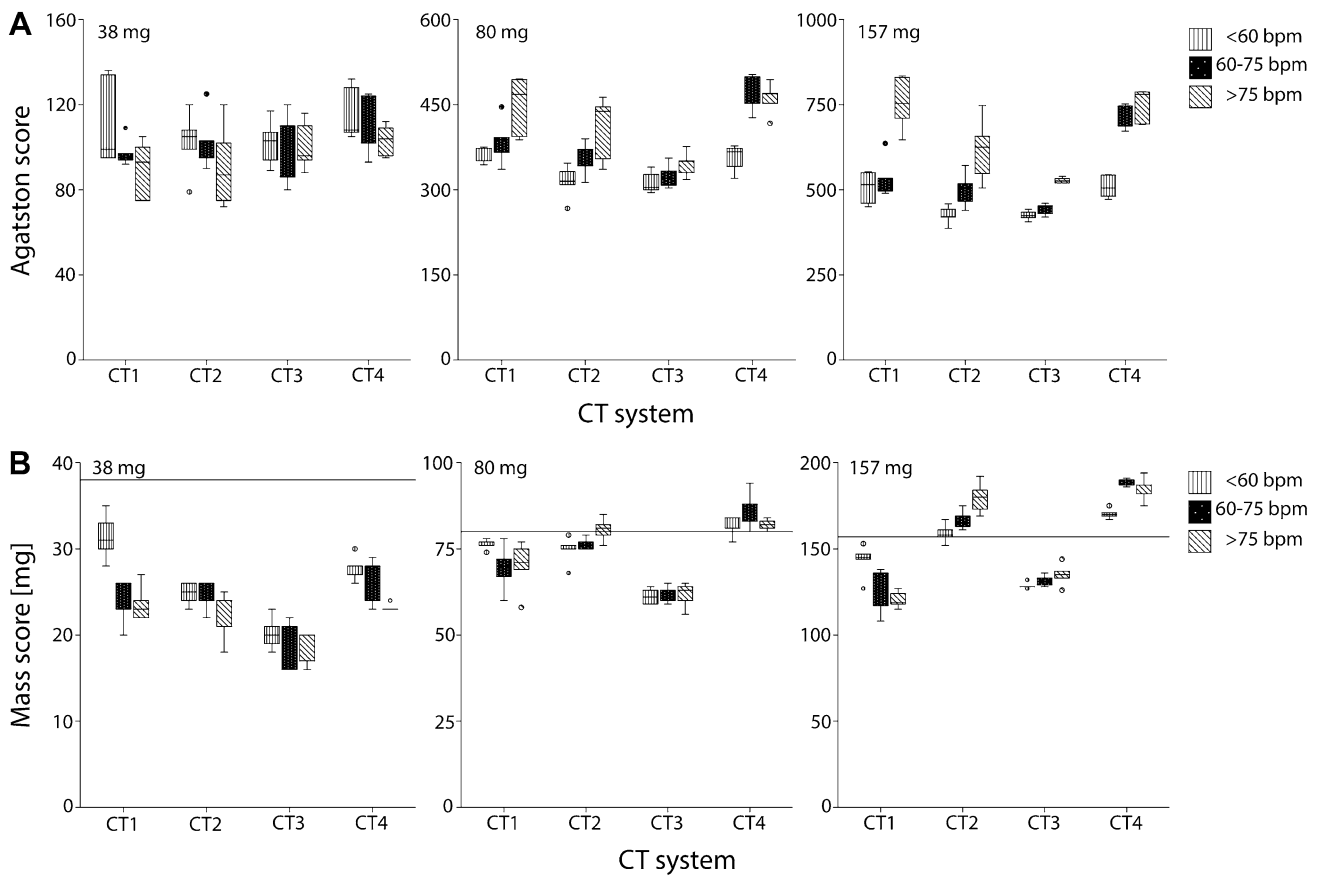 A
160
120
80
40
0
38 mg
CT1 CT2 CT3 CT4
600
450
300
150
0
80 mg
CT1 CT2 CT3 CT4
1000
750
500
250
0
157 mg
CT1 CT2 CT3 CT4
<60 bpm
60-75 bpm
>75 bpm
Agatston score
CT system
B
40
30
20
10
0
38 mg
CT1 CT2 CT3 CT4
100
75
50
25
0
80 mg
CT1 CT2 CT3 CT4
200
150
100
50
0
157 mg
CT1 CT2 CT3 CT4
<60 bpm
60-75 bpm
>75 bpm
Mass score [mg]
CT system